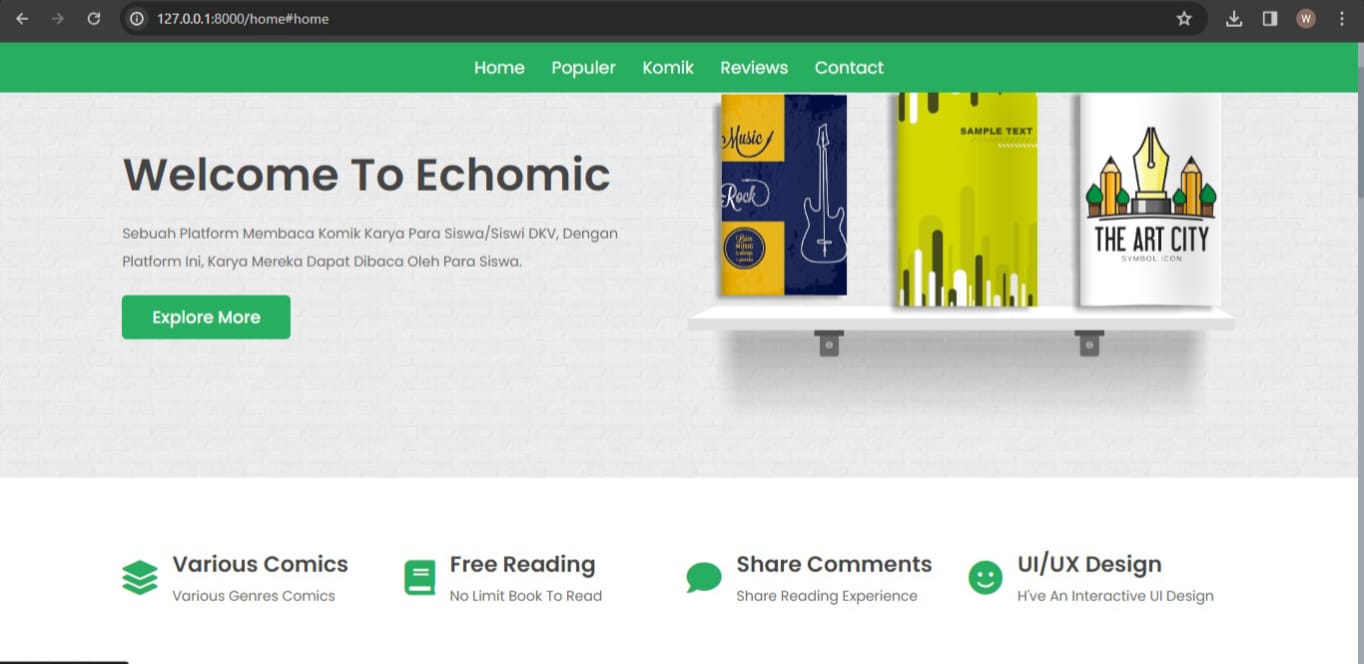 127.0.0.1:8000/home#home
W
Home Populer Komik Reviews Contact
Welcome To Echomic
Sebuah Platform Membaca Komik Karya Para Siswa/Siswi DKV, Dengan
Platform Ini, Karya Mereka Dapat Dibaca Oleh Para Siswa.
Explore More
Music
Rock
SAMPLE TEXT
THE ART CITY
SYMBOL ICON
Various Comics
Various Genres Comics
Free Reading
No Limit Book To Read
Share Comments
Share Reading Experience
UI/UX Design
H've An Interactive UI Design